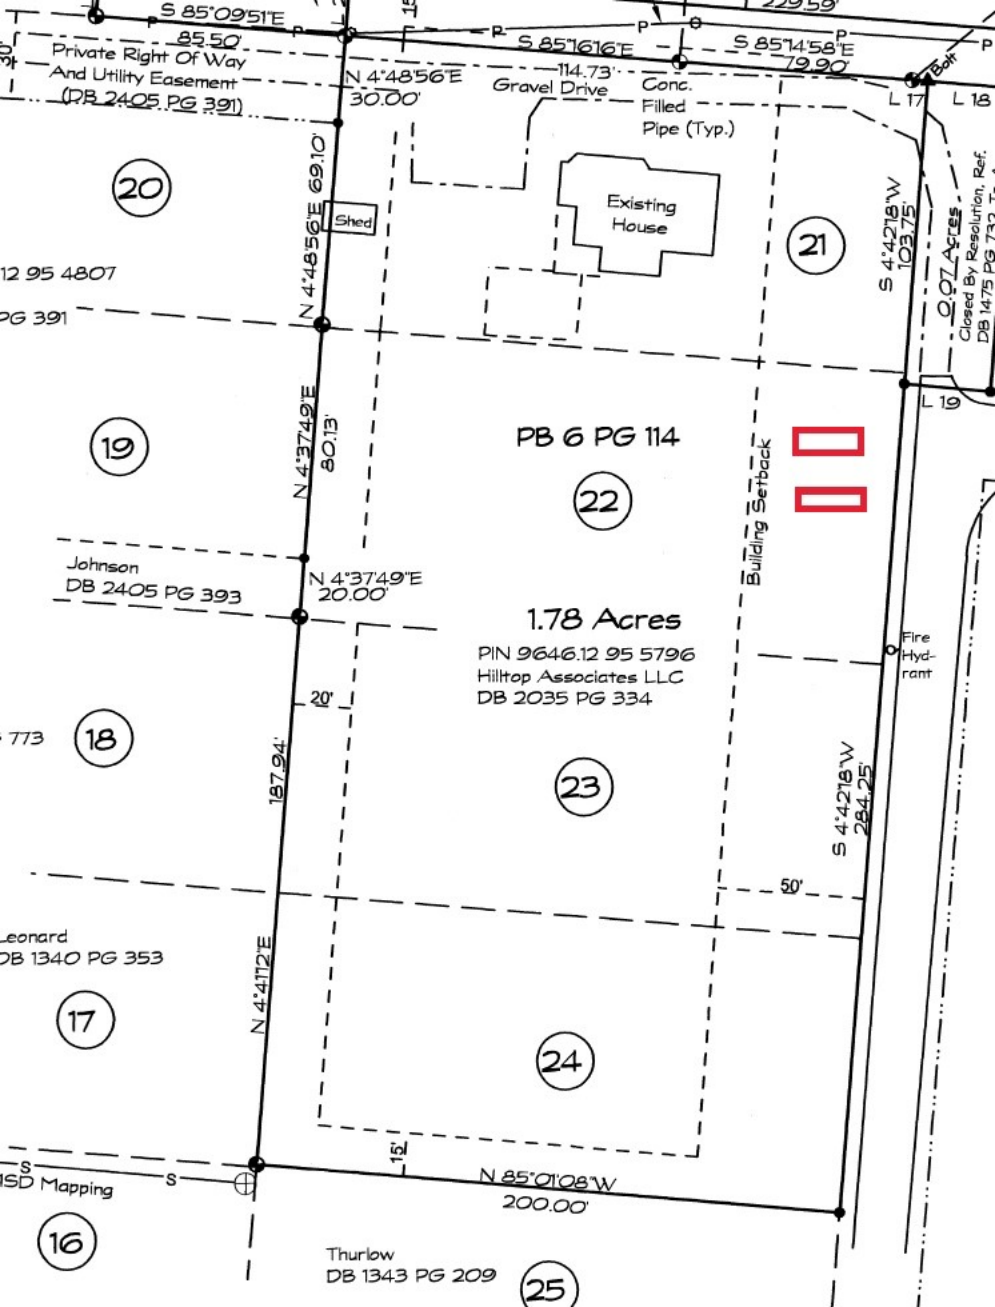 229.59'
S 85°09'51"E
85.50'
15'
P
P
P
P
P
P
30'
S 85°16'16"E
114.73'
S 85°14'58"E
79.90'
Bolt
Private Right Of Way
And Utility Easement
(DB 2405 PG 391)
N 4°48'56"E
30.00'
Gravel Drive
Conc.
Filled
Pipe (Typ.)
L 17
L 18
N 4°48'56"E 69.10'
20
Shed
Existing
House
21
S 4°42'18"W
103.75'
0.07 Acres
Closed By Resolution, Ref.
DB 1475 PG 732
12 95 4807
PG 391
L 19
19
N 4°37'49"E
80.13'
PB 6 PG 114
22
Building Setback
Johnson
DB 2405 PG 393
N 4°37'49"E
20.00'
1.78 Acres
PIN 9646.12 95 5796
Hilltop Associates LLC
DB 2035 PG 334
Fire
Hyd-
rant
20'
773
18
187.94'
23
S 4°42'18"W
284.25'
50'
Leonard
DB 1340 PG 353
17
N 4°41'12"E
24
15'
S
S
MSD Mapping
N 85°01'08"W
200.00'
16
Thurlow
DB 1343 PG 209
25